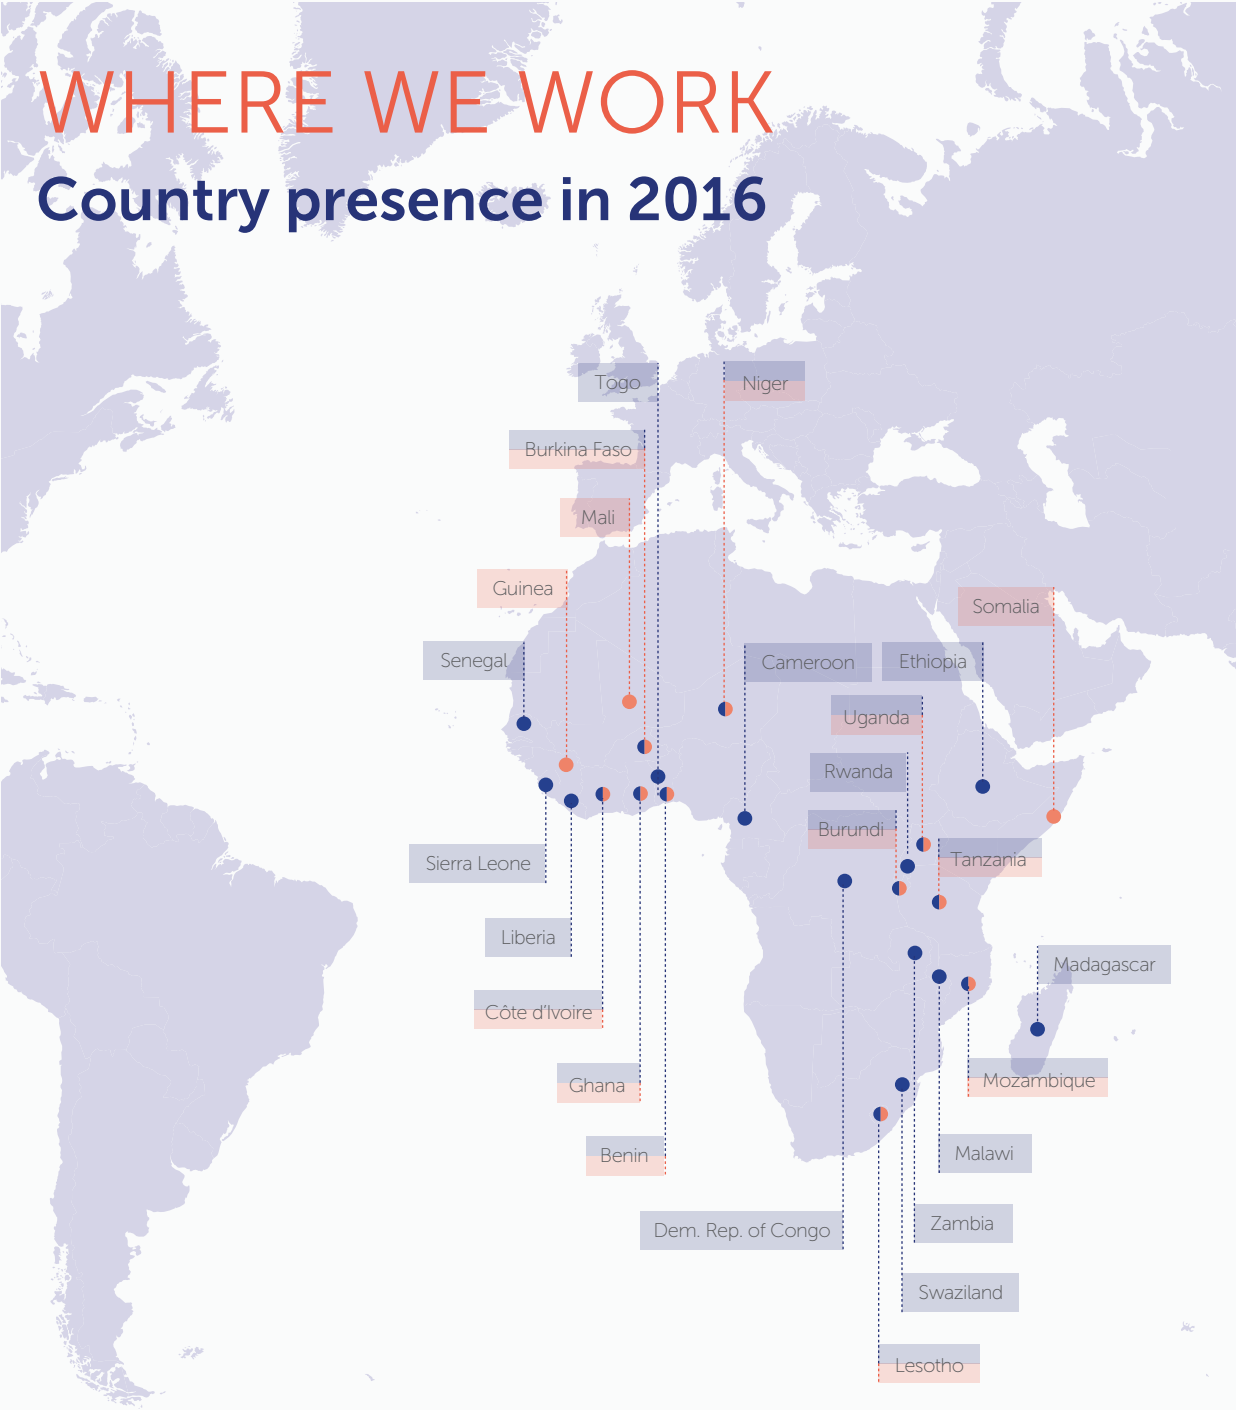 WHERE WE WORK
Country presence in 2016
Togo
Niger
Burkina Faso
Mali
Guinea
Somalia
Senegal
Cameroon
Ethiopia
Uganda
Rwanda
Burundi
Tanzania
Sierra Leone
Liberia
Madagascar
Côte d'Ivoire
Ghana
Mozambique
Benin
Malawi
Dem. Rep. of Congo
Zambia
Swaziland
Lesotho